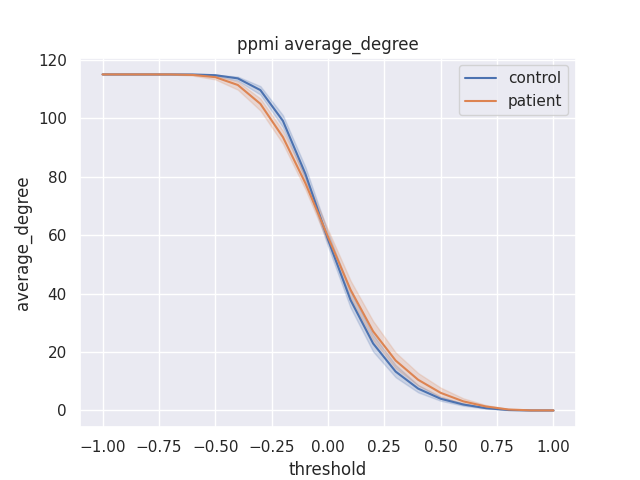 ppmi average_degree
control
patient
average_degree
120
100
80
60
40
20
0
−1.00 −0.75 −0.50 −0.25 0.00 0.25 0.50 0.75 1.00
threshold